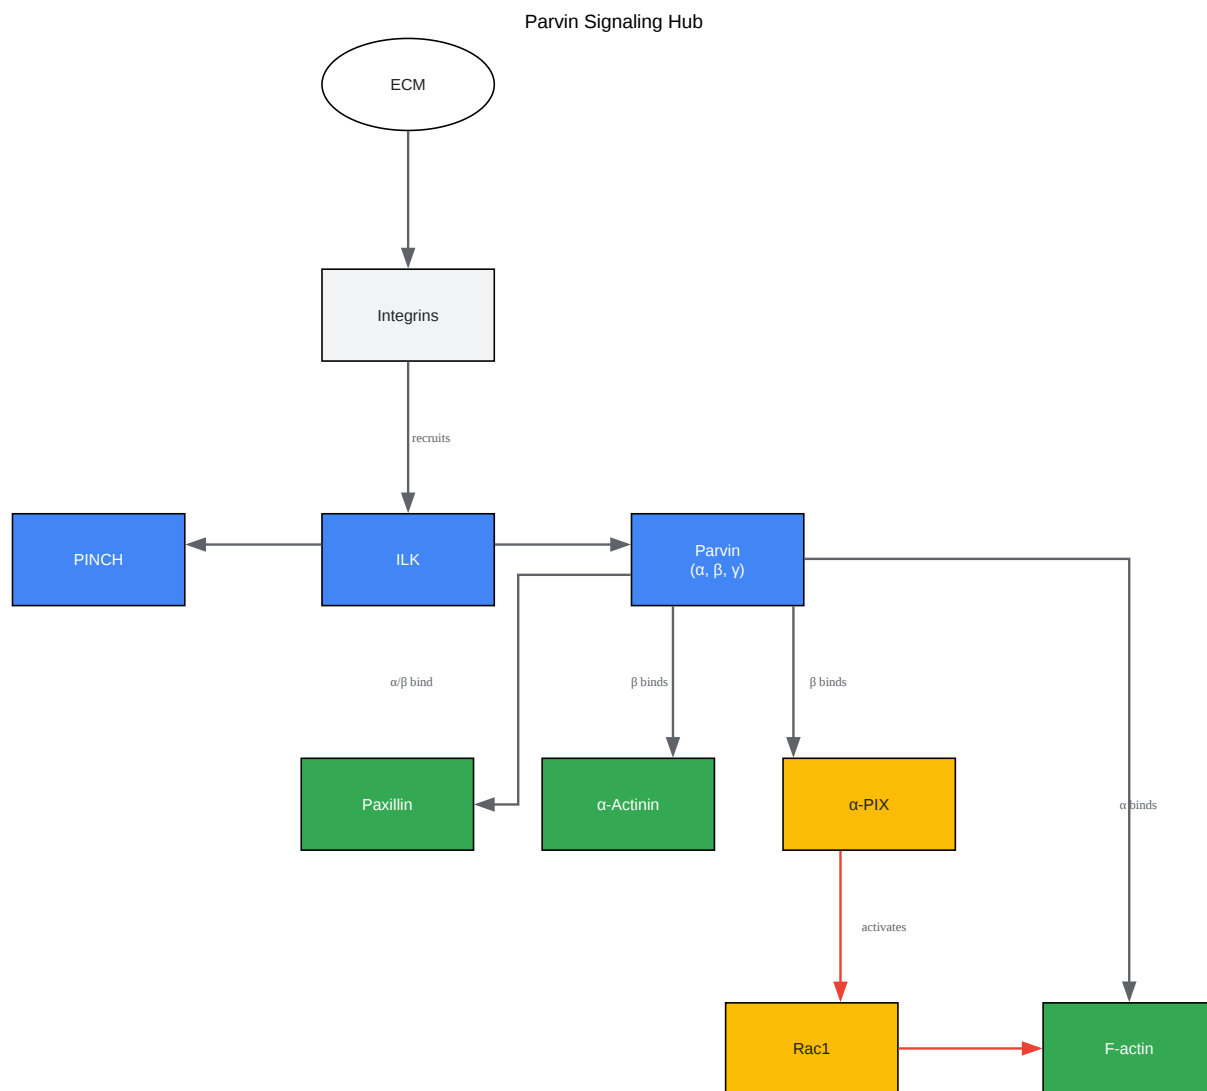 Parvin Signaling Hub
ECM
Integrins
recruits
PINCH
ILK
Parvin
(α, β, γ)
α/β bind
β binds
β binds
Paxillin
α-Actinin
α-PIX
α binds
activates
Rac1
F-actin